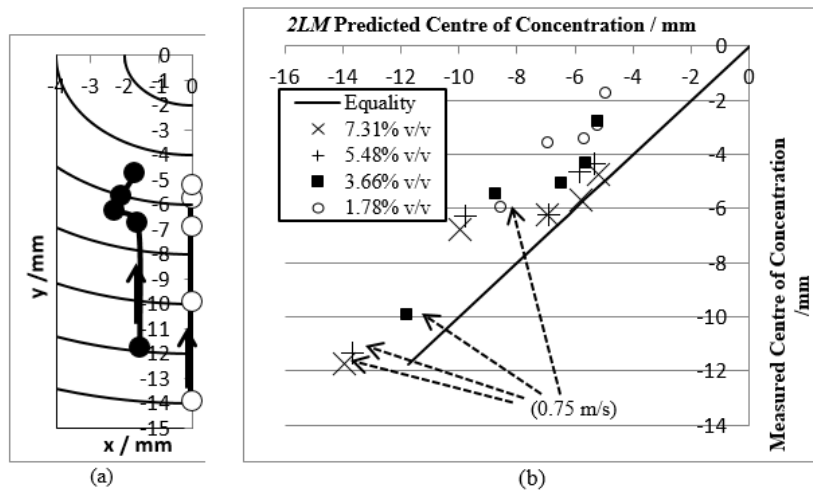 0
-4 -3 -2 -1 0
-1
-2
-3
-4
-5
-6
-7
-8
-9
-10
-11
-12
-13
-14
-15
y /mm
x / mm
(a)
2LM Predicted Centre of Concentration / mm
-16 -14 -12 -10 -8 -6 -4 -2 0
0
-2
-4
-6
-8
-10
-12
-14
Equality
7.31% v/v
5.48% v/v
3.66% v/v
1.78% v/v
(0.75 m/s)
Measured Centre of Concentration
/mm
(b)